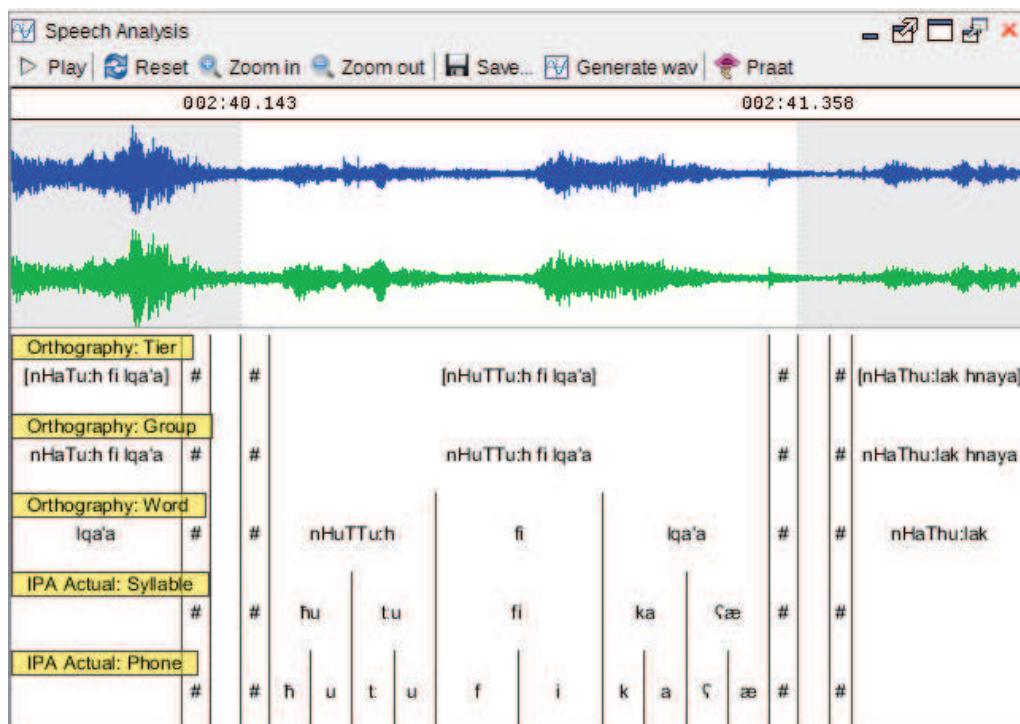 Speech Analysis
Play Reset Zoom in Zoom out Save... Generate wav Praat
002:40.143 002:41.358
Orthography: Tier
[nHaTu:h fi lqa'a] # # [nHuTTu:h fi lqa'a] # # [nHaThu:lak hnaya]
Orthography: Group
nHaTu:h fi lqa'a # # nHuTTu:h fi lqa'a # # nHaThu:lak hnaya
Orthography: Word
lqa'a # # nHuTTu:h fi lqa'a # # nHaThu:lak
IPA Actual: Syllable
# # ħu tːu fi ka ʕæ # #
IPA Actual: Phone
# # ħ u tː u f i k a ʕ æ # #